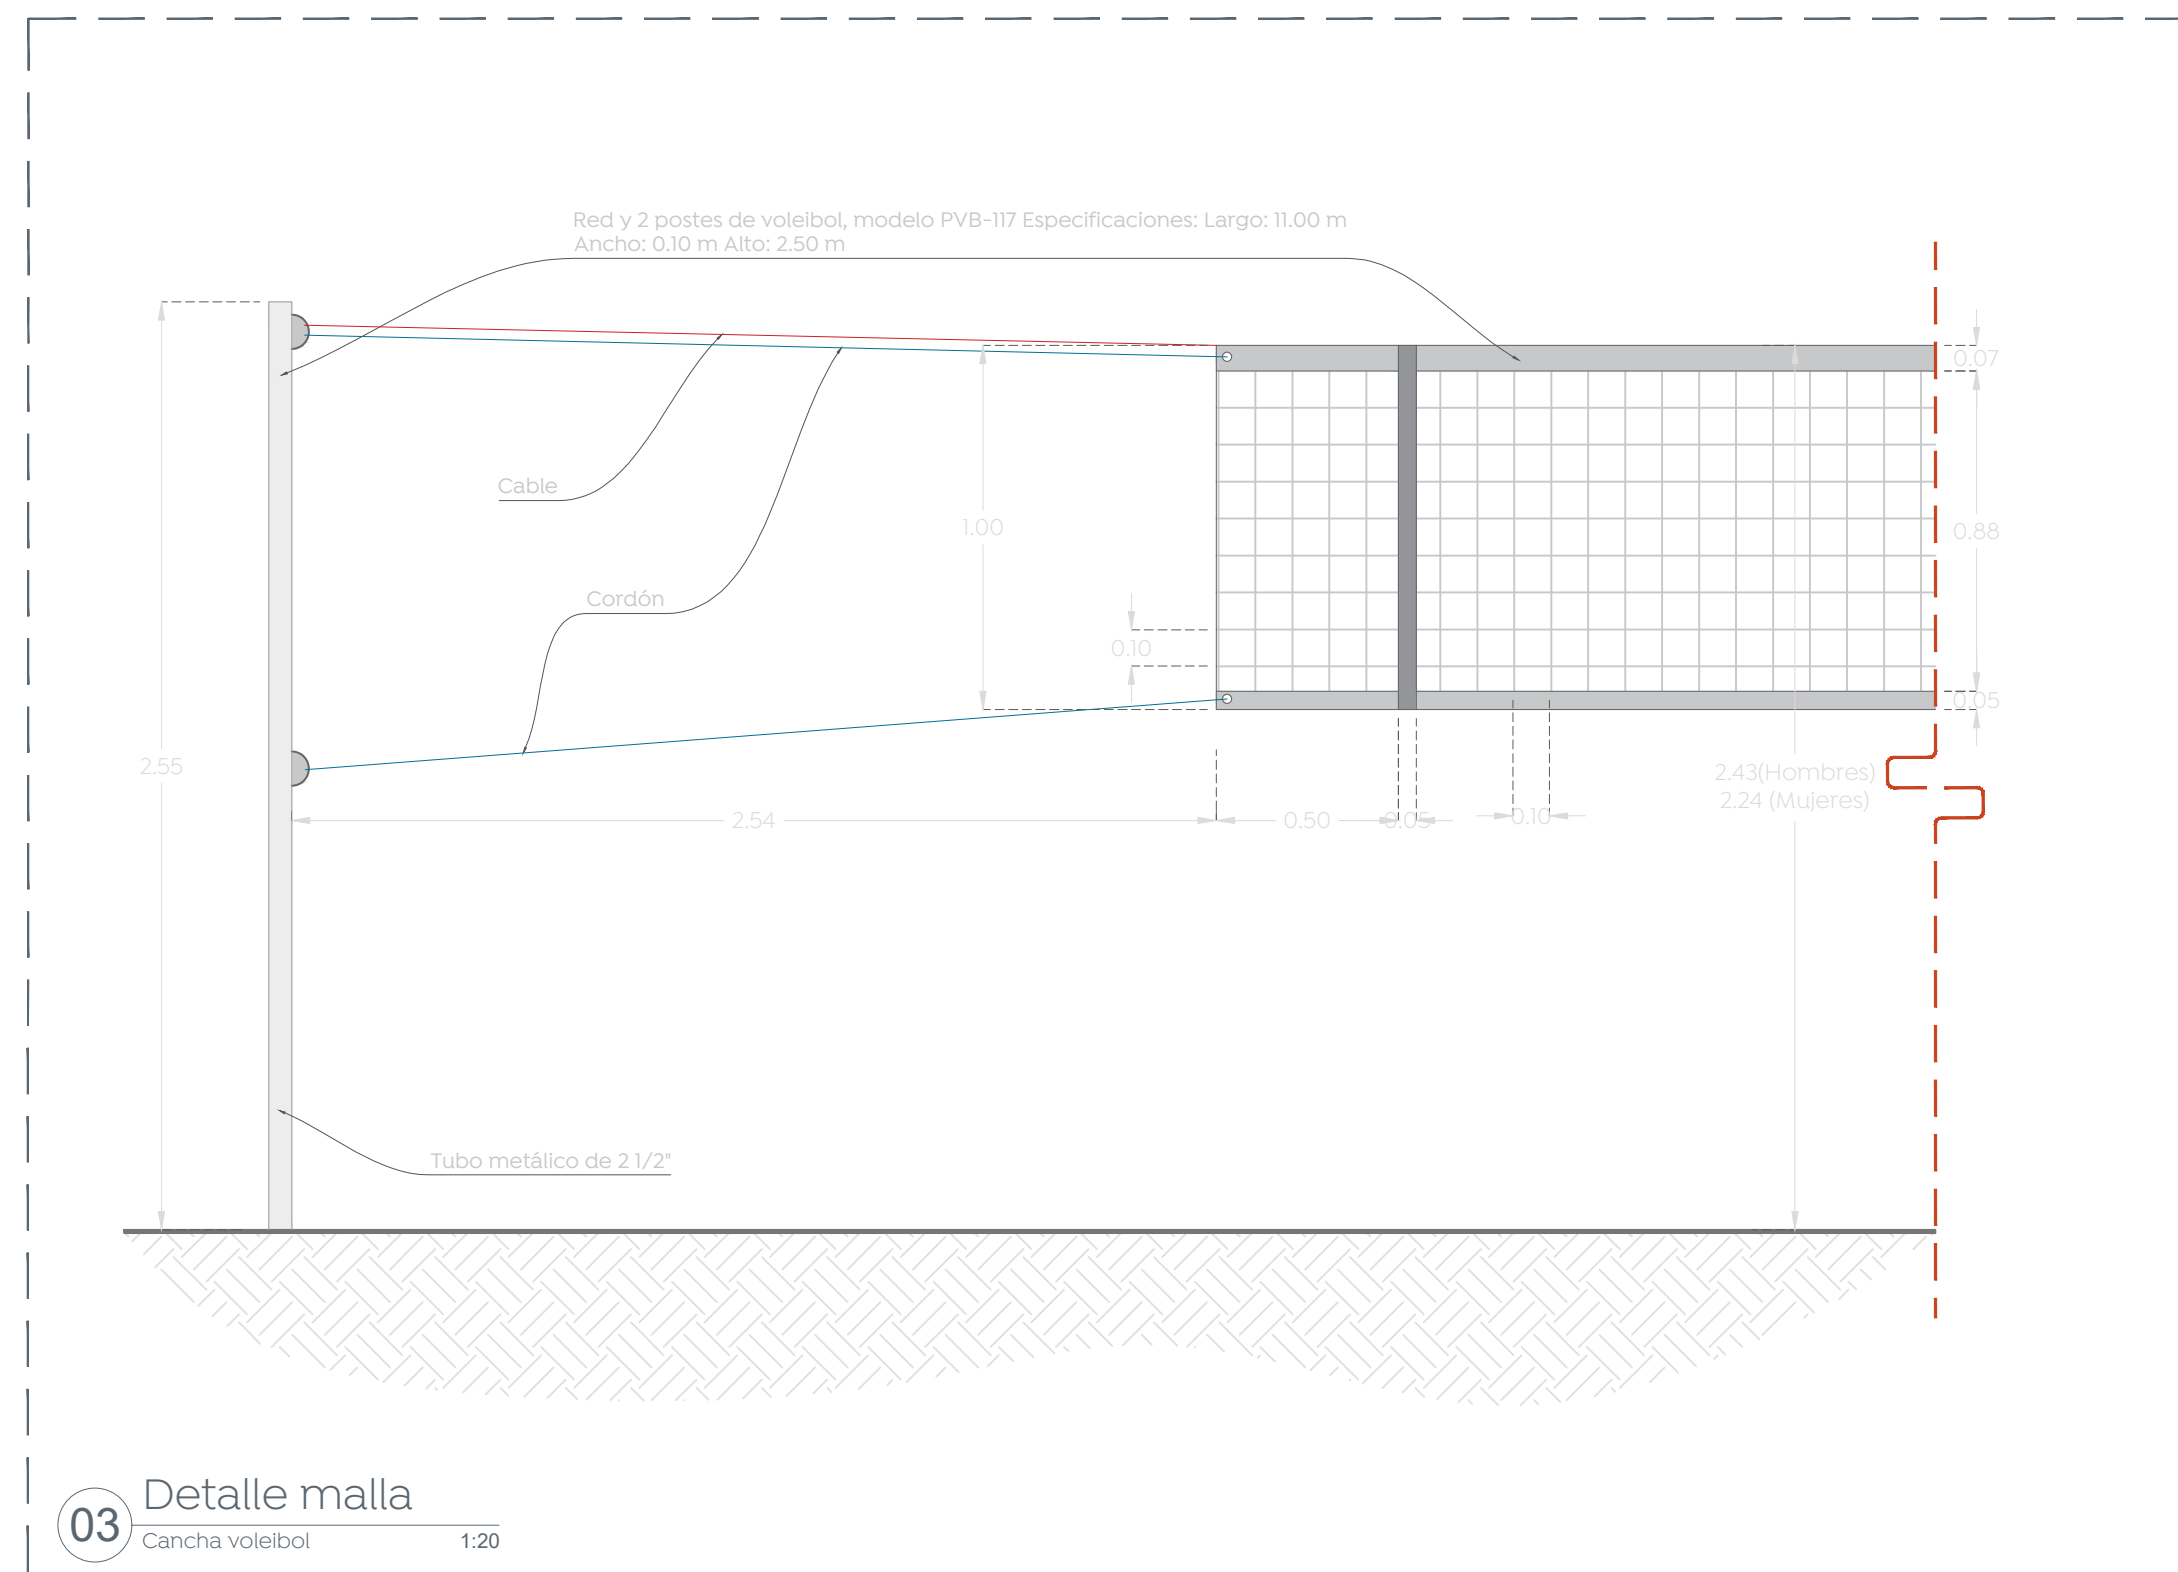 Red y 2 postes de voleibol, modelo PVB-117 Especificaciones: Largo: 11.00 m
Ancho: 0.10 m Alto: 2.50 m
0.07
Cable
1.00
0.88
Cordón
0.10
0.05
2.55
2.43(Hombres)
2.24 (Mujeres)
2.54
0.50
0.05
0.10
Tubo metálico de 2 1/2"
03
Detalle malla
Cancha voleibol
1:20